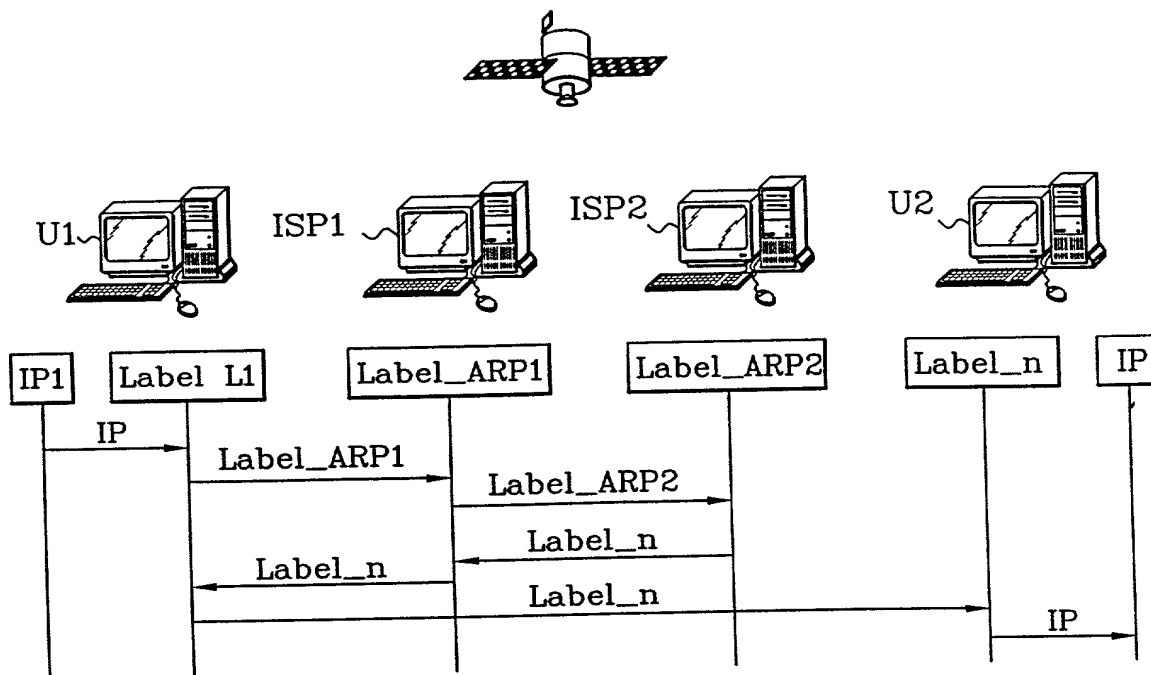 U1
ISP1
ISP2
U2
IP1
Label L1
Label_ARP1
Label_ARP2
Label_n
IP
IP
Label_ARP1
Label_ARP2
Label_n
Label_n
Label_n
IP